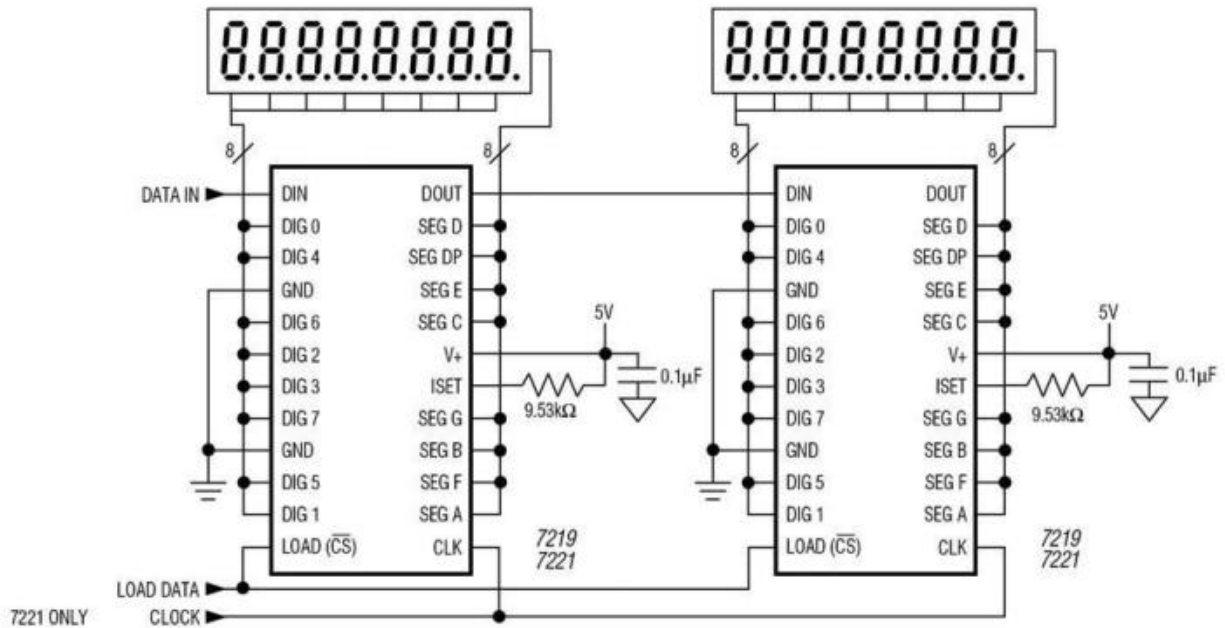 8.8.8.8.8.8.8.8.
8.8.8.8.8.8.8.8.
8
8
8
8
DATA IN
DIN
DIG 0
DIG 4
GND
DIG 6
DIG 2
DIG 3
DIG 7
GND
DIG 5
DIG 1
LOAD (C̅S̅)
DOUT
SEG D
SEG DP
SEG E
SEG C
V+
ISET
SEG G
SEG B
SEG F
SEG A
CLK
5V
0.1μF
9.53kΩ
7219
7221
DIN
DIG 0
DIG 4
GND
DIG 6
DIG 2
DIG 3
DIG 7
GND
DIG 5
DIG 1
LOAD (C̅S̅)
DOUT
SEG D
SEG DP
SEG E
SEG C
V+
ISET
SEG G
SEG B
SEG F
SEG A
CLK
5V
0.1μF
9.53kΩ
7219
7221
LOAD DATA
7221 ONLY CLOCK